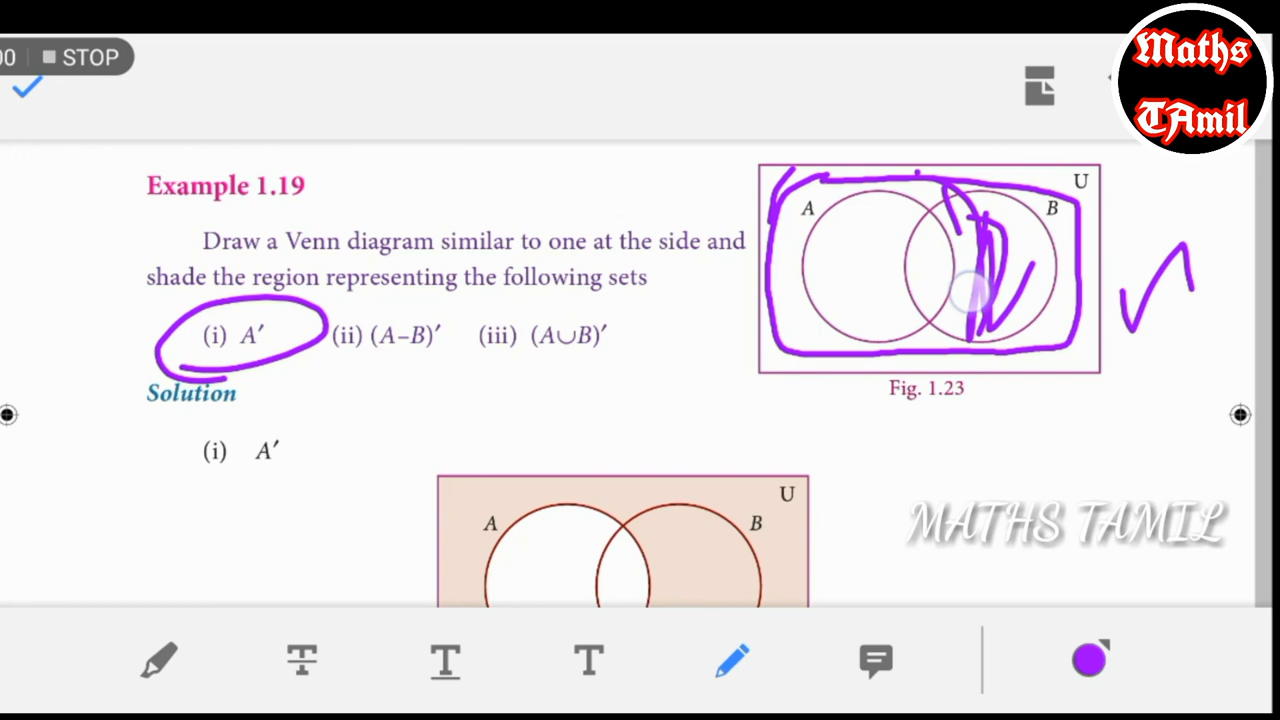 00 STOP
Maths
TAmil
Example 1.19
Draw a Venn diagram similar to one at the side and
shade the region representing the following sets
(i) A′ (ii) (A–B)′ (iii) (A∪B)′
U
A
B
Fig. 1.23
Solution
(i) A′
U
A
B
MATHS TAMIL